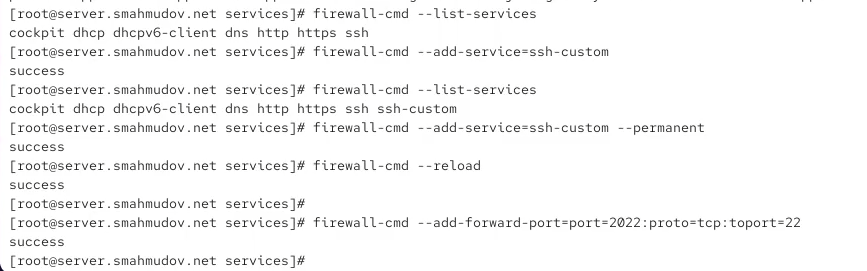 [root@server.smahmudov.net services]# firewall-cmd --list-services
cockpit dhcp dhcpv6-client dns http https ssh
[root@server.smahmudov.net services]# firewall-cmd --add-service=ssh-custom
success
[root@server.smahmudov.net services]# firewall-cmd --list-services
cockpit dhcp dhcpv6-client dns http https ssh ssh-custom
[root@server.smahmudov.net services]# firewall-cmd --add-service=ssh-custom --permanent
success
[root@server.smahmudov.net services]# firewall-cmd --reload
success
[root@server.smahmudov.net services]#
[root@server.smahmudov.net services]# firewall-cmd --add-forward-port=port=2022:proto=tcp:toport=22
success
[root@server.smahmudov.net services]#